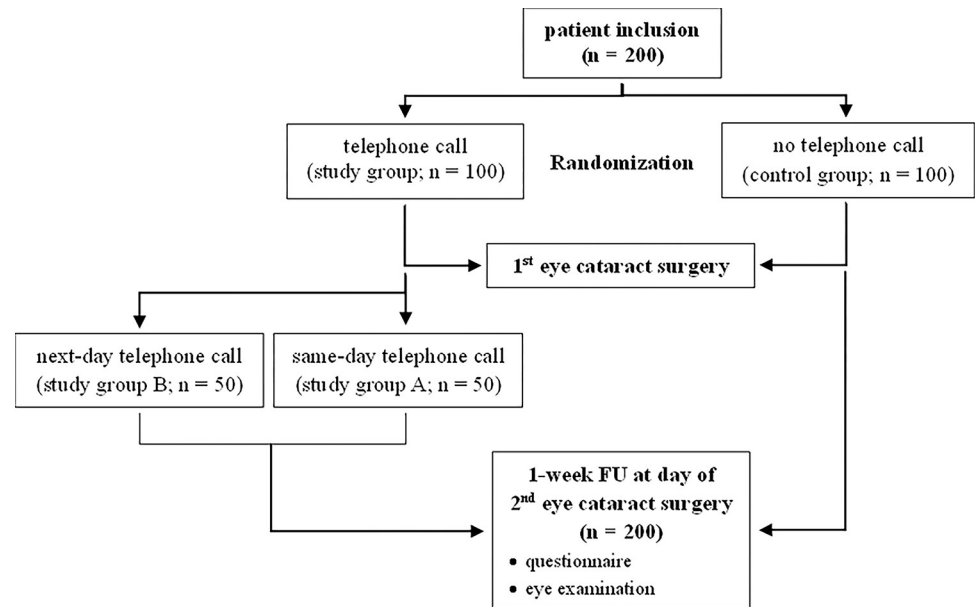 patient inclusion
(n = 200)
telephone call
(study group; n = 100)
Randomization
no telephone call
(control group; n = 100)
1st eye cataract surgery
next-day telephone call
(study group B; n = 50)
same-day telephone call
(study group A; n = 50)
1-week FU at day of
2nd eye cataract surgery
(n = 200)
• questionnaire
• eye examination